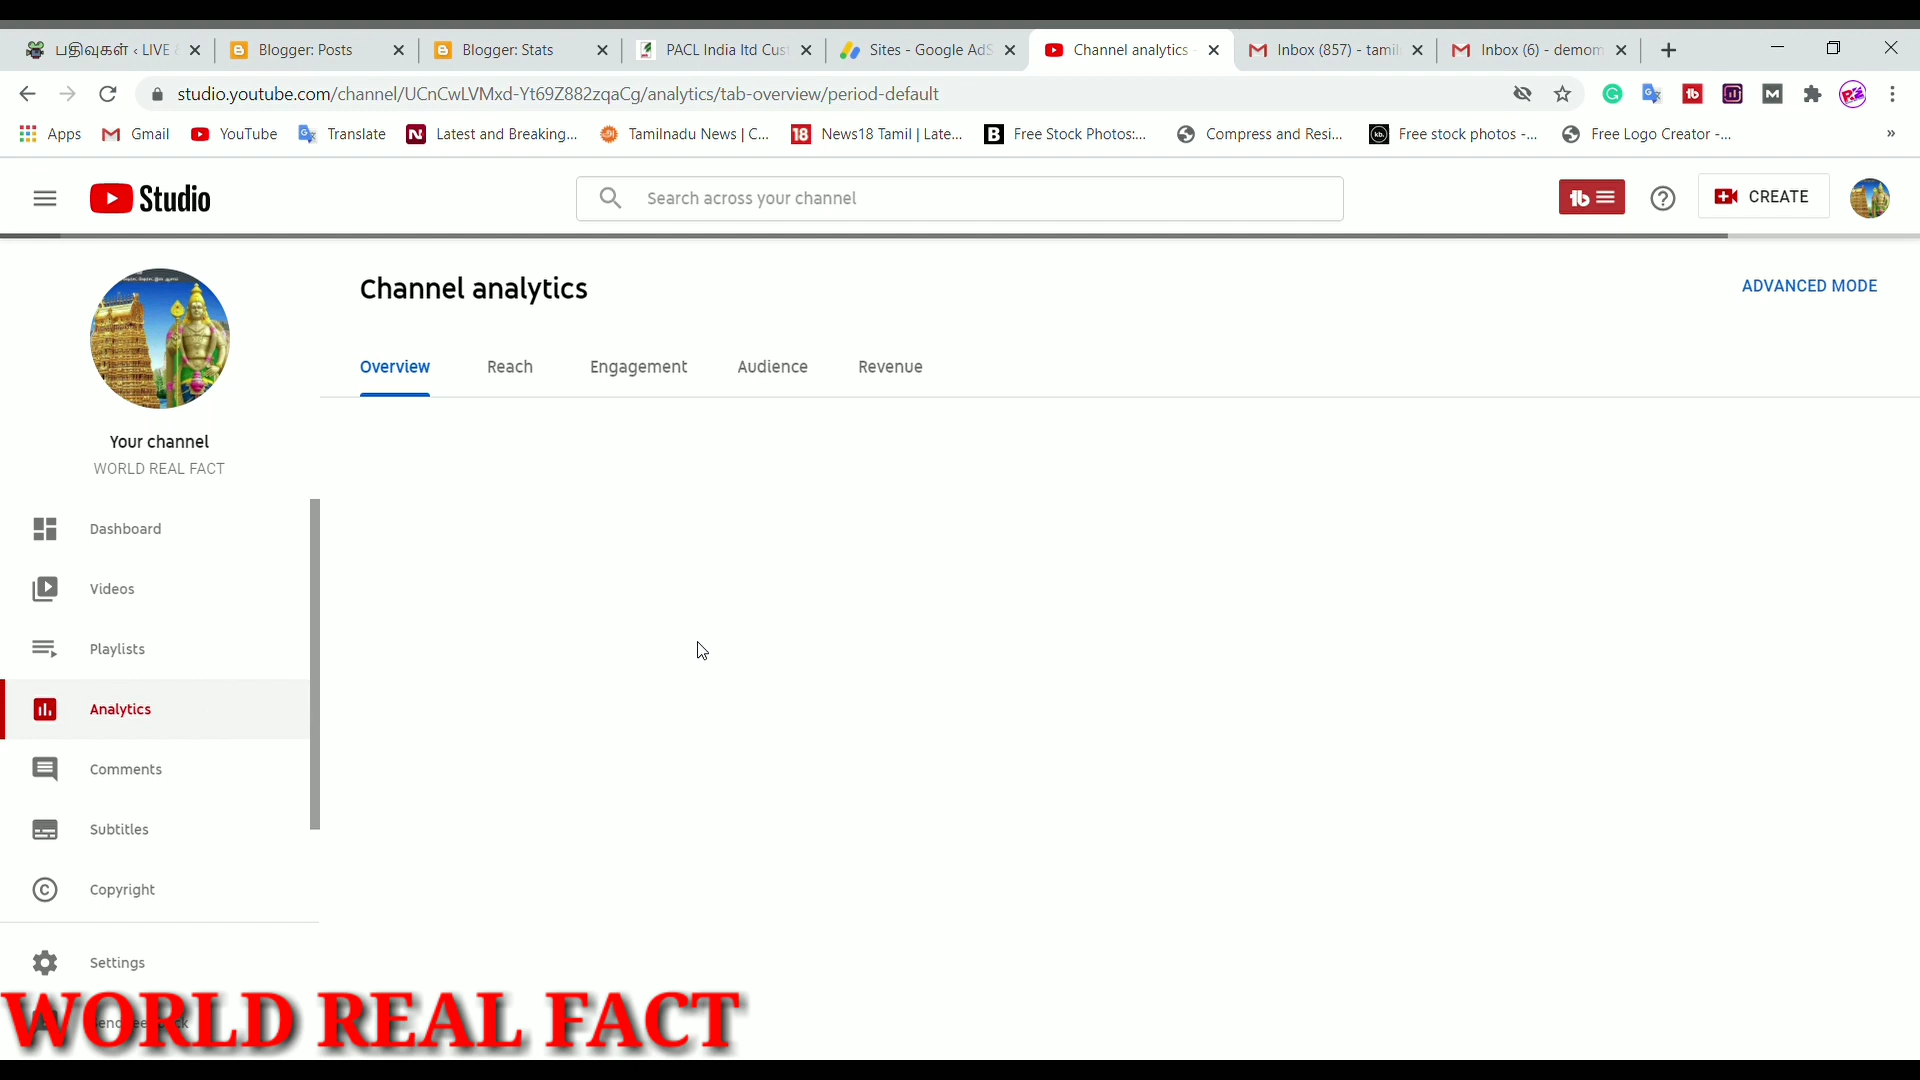 பதிவுகள் ‹ LIVE
Blogger: Posts
Blogger: Stats
PACL India ltd Cus
Sites - Google AdS
Channel analytics -
Inbox (857) - tamil
Inbox (6) - demom
studio.youtube.com/channel/UCnCwLVMxd-Yt69Z882zqaCg/analytics/tab-overview/period-default
Apps
Gmail
YouTube
Translate
Latest and Breaking...
Tamilnadu News | C...
News18 Tamil | Late...
Free Stock Photos:...
Compress and Resi...
Free stock photos -...
Free Logo Creator -...
Studio
Search across your channel
CREATE
Channel analytics
ADVANCED MODE
Overview
Reach
Engagement
Audience
Revenue
Your channel
WORLD REAL FACT
Dashboard
Videos
Playlists
Analytics
Comments
Subtitles
Copyright
Settings
WORLD REAL FACT